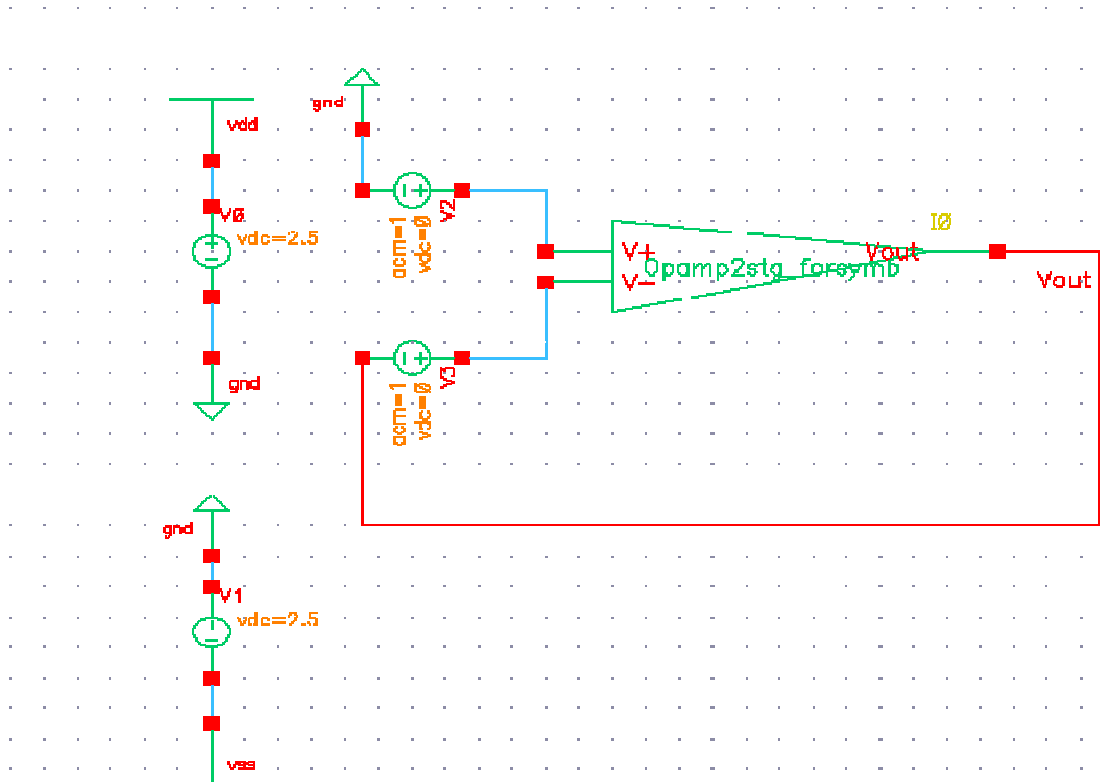 gnd
vdd
V0
vdc=2.5
acm=1
vdc=0
V2
I0
V+
Vout
Opamp2stg_forsymb
V-
Vout
acm=1
vdc=0
V3
gnd
gnd
V1
vdc=2.5
vss